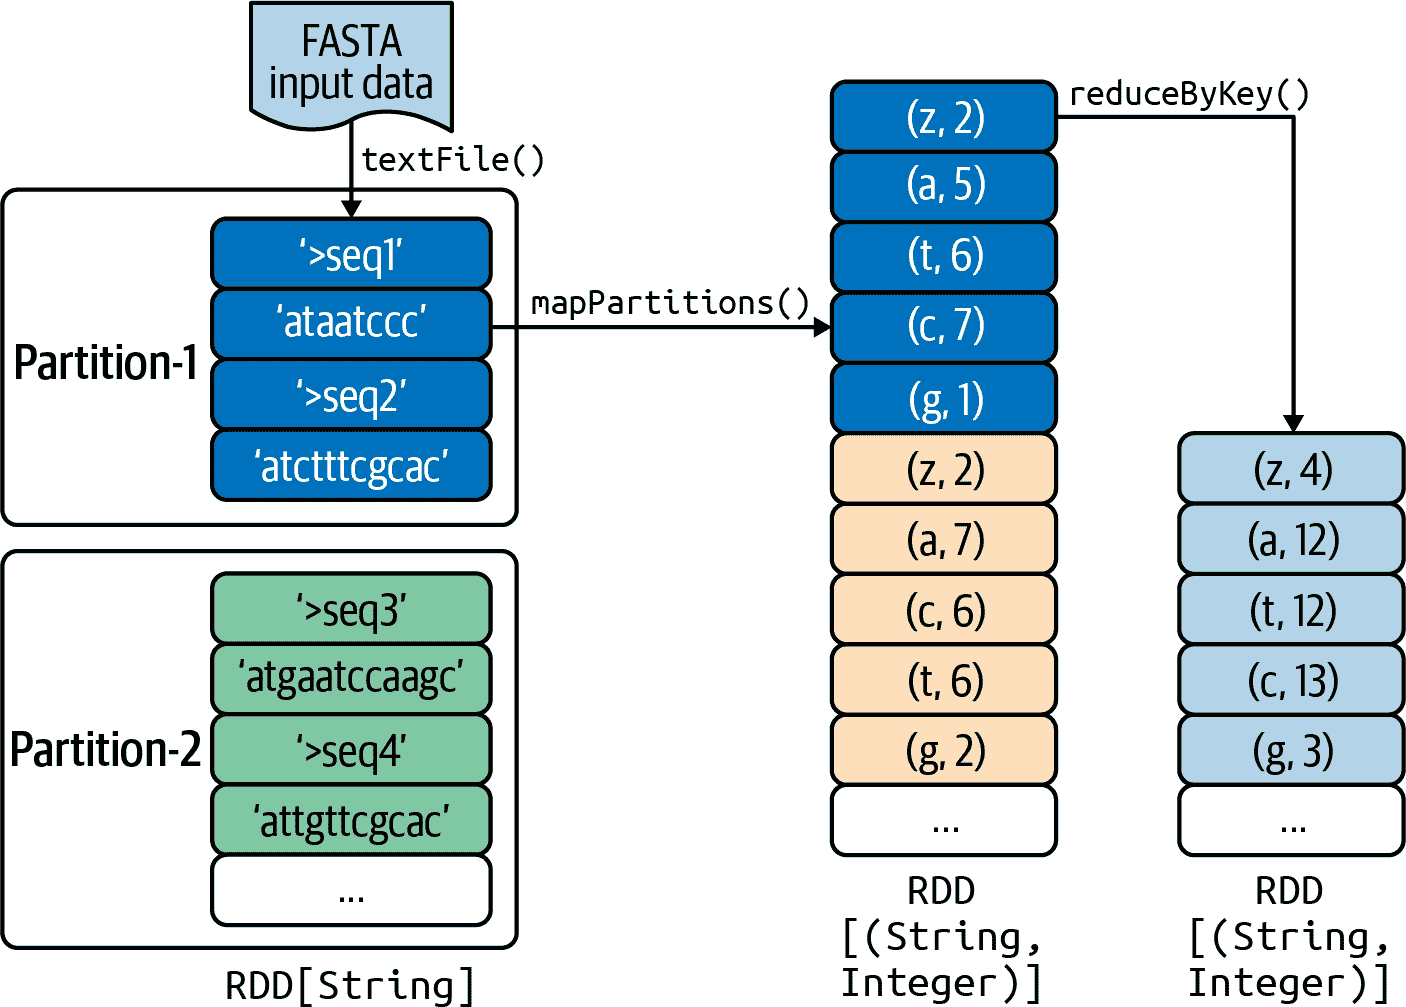 FASTA
input data
textFile()
Partition-1
‘>seq1’
‘ataatccc’
‘>seq2’
‘atctttcgcac’
Partition-2
‘>seq3’
‘atgaatccaagc’
‘>seq4’
‘attgttcgcac’
...
RDD[String]
mapPartitions()
(z, 2)
(a, 5)
(t, 6)
(c, 7)
(g, 1)
(z, 2)
(a, 7)
(c, 6)
(t, 6)
(g, 2)
...
RDD
[(String,
Integer)]
reduceByKey()
(z, 4)
(a, 12)
(t, 12)
(c, 13)
(g, 3)
...
RDD
[(String,
Integer)]